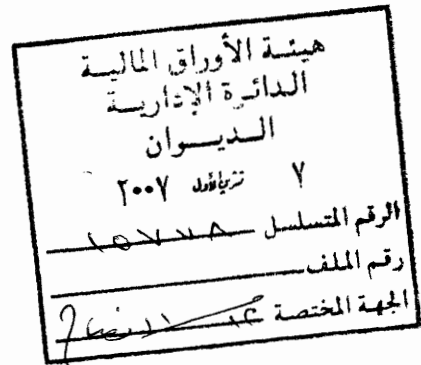 هيئة الأوراق المالية
الدائرة الإدارية
الديوان
٧ تشرين الأول ٢٠٠٧
الرقم المتسلسل
رقم الملف
الجهة المختصة